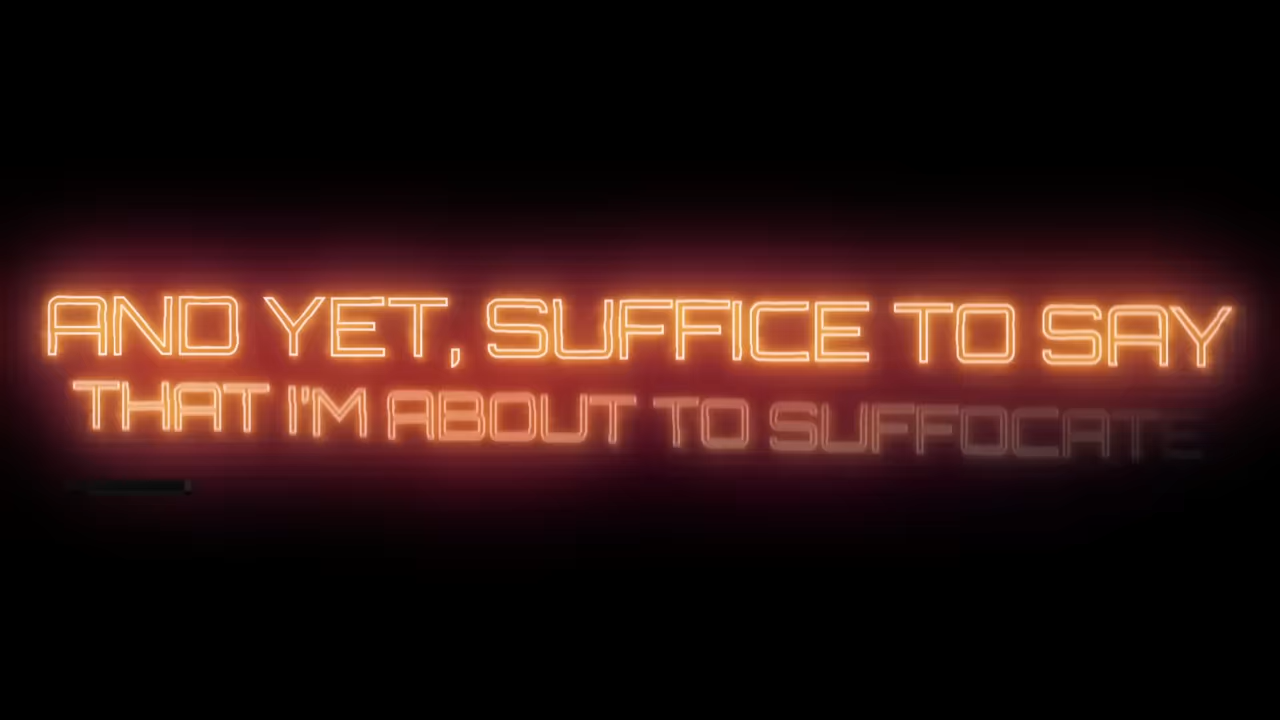 AND YET, SUFFICE TO SAY
THAT I'M ABOUT TO SUFFOCATE